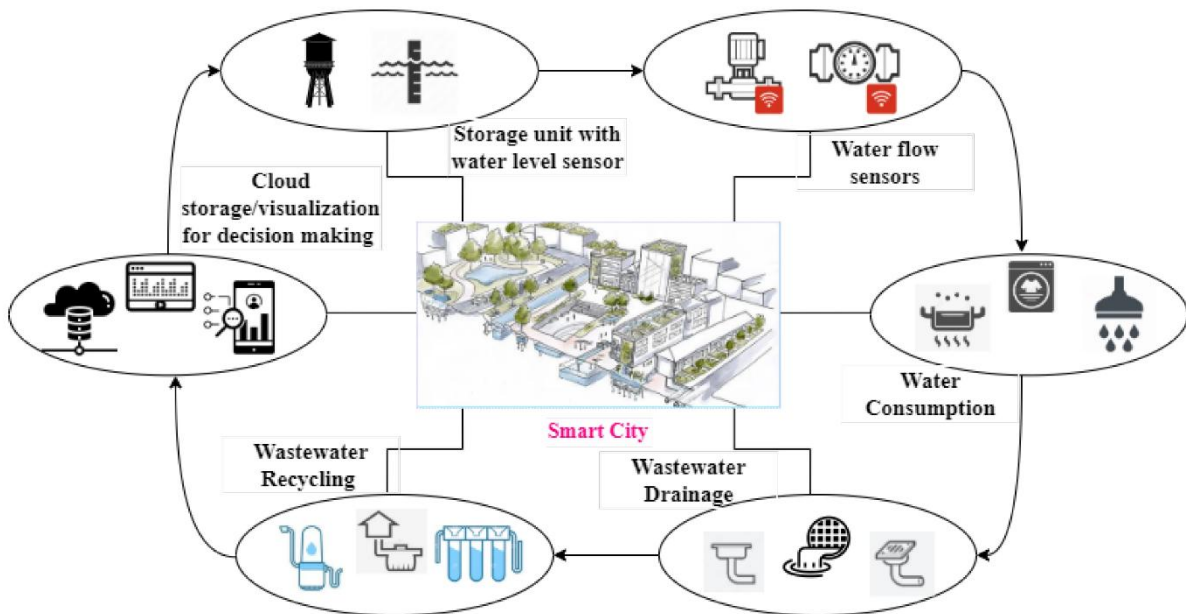 Storage unit with
water level sensor
Water flow
sensors
Cloud
storage/visualization
for decision making
Water
Consumption
Smart City
Wastewater
Recycling
Wastewater
Drainage